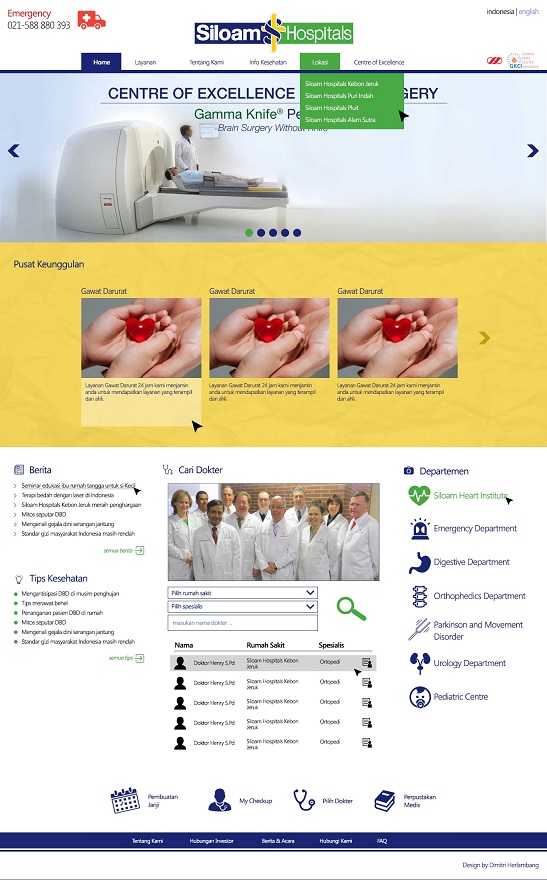 Emergency
021-588 880 393
indonesia | english
Siloam Hospitals
Home
Layanan
Tentang Kami
Info Kesehatan
Lokasi
Centre of Excellence
GKCI
Siloam Hospitals Kebon Jeruk
Siloam Hospitals Puri Indah
Siloam Hospitals Pluit
Siloam Hospitals Alam Sutra
CENTRE OF EXCELLENCE
GERY
Gamma Knife® Pe
Brain Surgery Without Knife
Pusat Keunggulan
Gawat Darurat
Gawat Darurat
Gawat Darurat
Layanan Gawat Darurat 24 jam kami menjamin
anda untuk mendapatkan layanan yang terampil
dan ahli.
Layanan Gawat Darurat 24 jam kami menjamin
anda untuk mendapatkan layanan yang terampil
dan ahli.
Layanan Gawat Darurat 24 jam kami menjamin
anda untuk mendapatkan layanan yang terampil
dan ahli.
Berita
Seminar edukasi ibu rumah tangga untuk si Kecil
Terapi bedah dengan laser di Indonesia
Siloam Hospitals Kebon Jeruk meraih penghargaan
Mitos seputar DBD
Mengenali gejala dini serangan jantung
Standar gizi masyarakat Indonesia masih rendah
semua berita
Tips Kesehatan
Mengantisipasi DBD di musim penghujan
Tips merawat behel
Penanganan pasien DBD di rumah
Mitos seputar DBD
Mengenali gejala dini serangan jantung
Standar gizi masyarakat Indonesia masih rendah
semua tips
Cari Dokter
Pilih rumah sakit
Pilih spesialis
masukan nama dokter ...
Nama Rumah Sakit Spesialis
Doktor Henry S.Pd Siloam Hospitals Kebon Ortopedi
Jeruk
Doktor Henry S.Pd Siloam Hospitals Kebon Ortopedi
Jeruk
Doktor Henry S.Pd Siloam Hospitals Kebon Ortopedi
Jeruk
Doktor Henry S.Pd Siloam Hospitals Kebon Ortopedi
Jeruk
Doktor Henry S.Pd Siloam Hospitals Kebon Ortopedi
Jeruk
Departemen
Siloam Heart Institute
Emergency Department
Digestive Department
Orthophedics Department
Parkinson and Movement
Disorder
Urology Department
Pediatric Centre
Pembuatan
Janji
My Checkup
Pilih Dokter
Perpustakan
Medis
Tentang Kami
Hubungan Investor
Berita & Acara
Hubungi Kami
FAQ
Design by Dimitri Herlambang